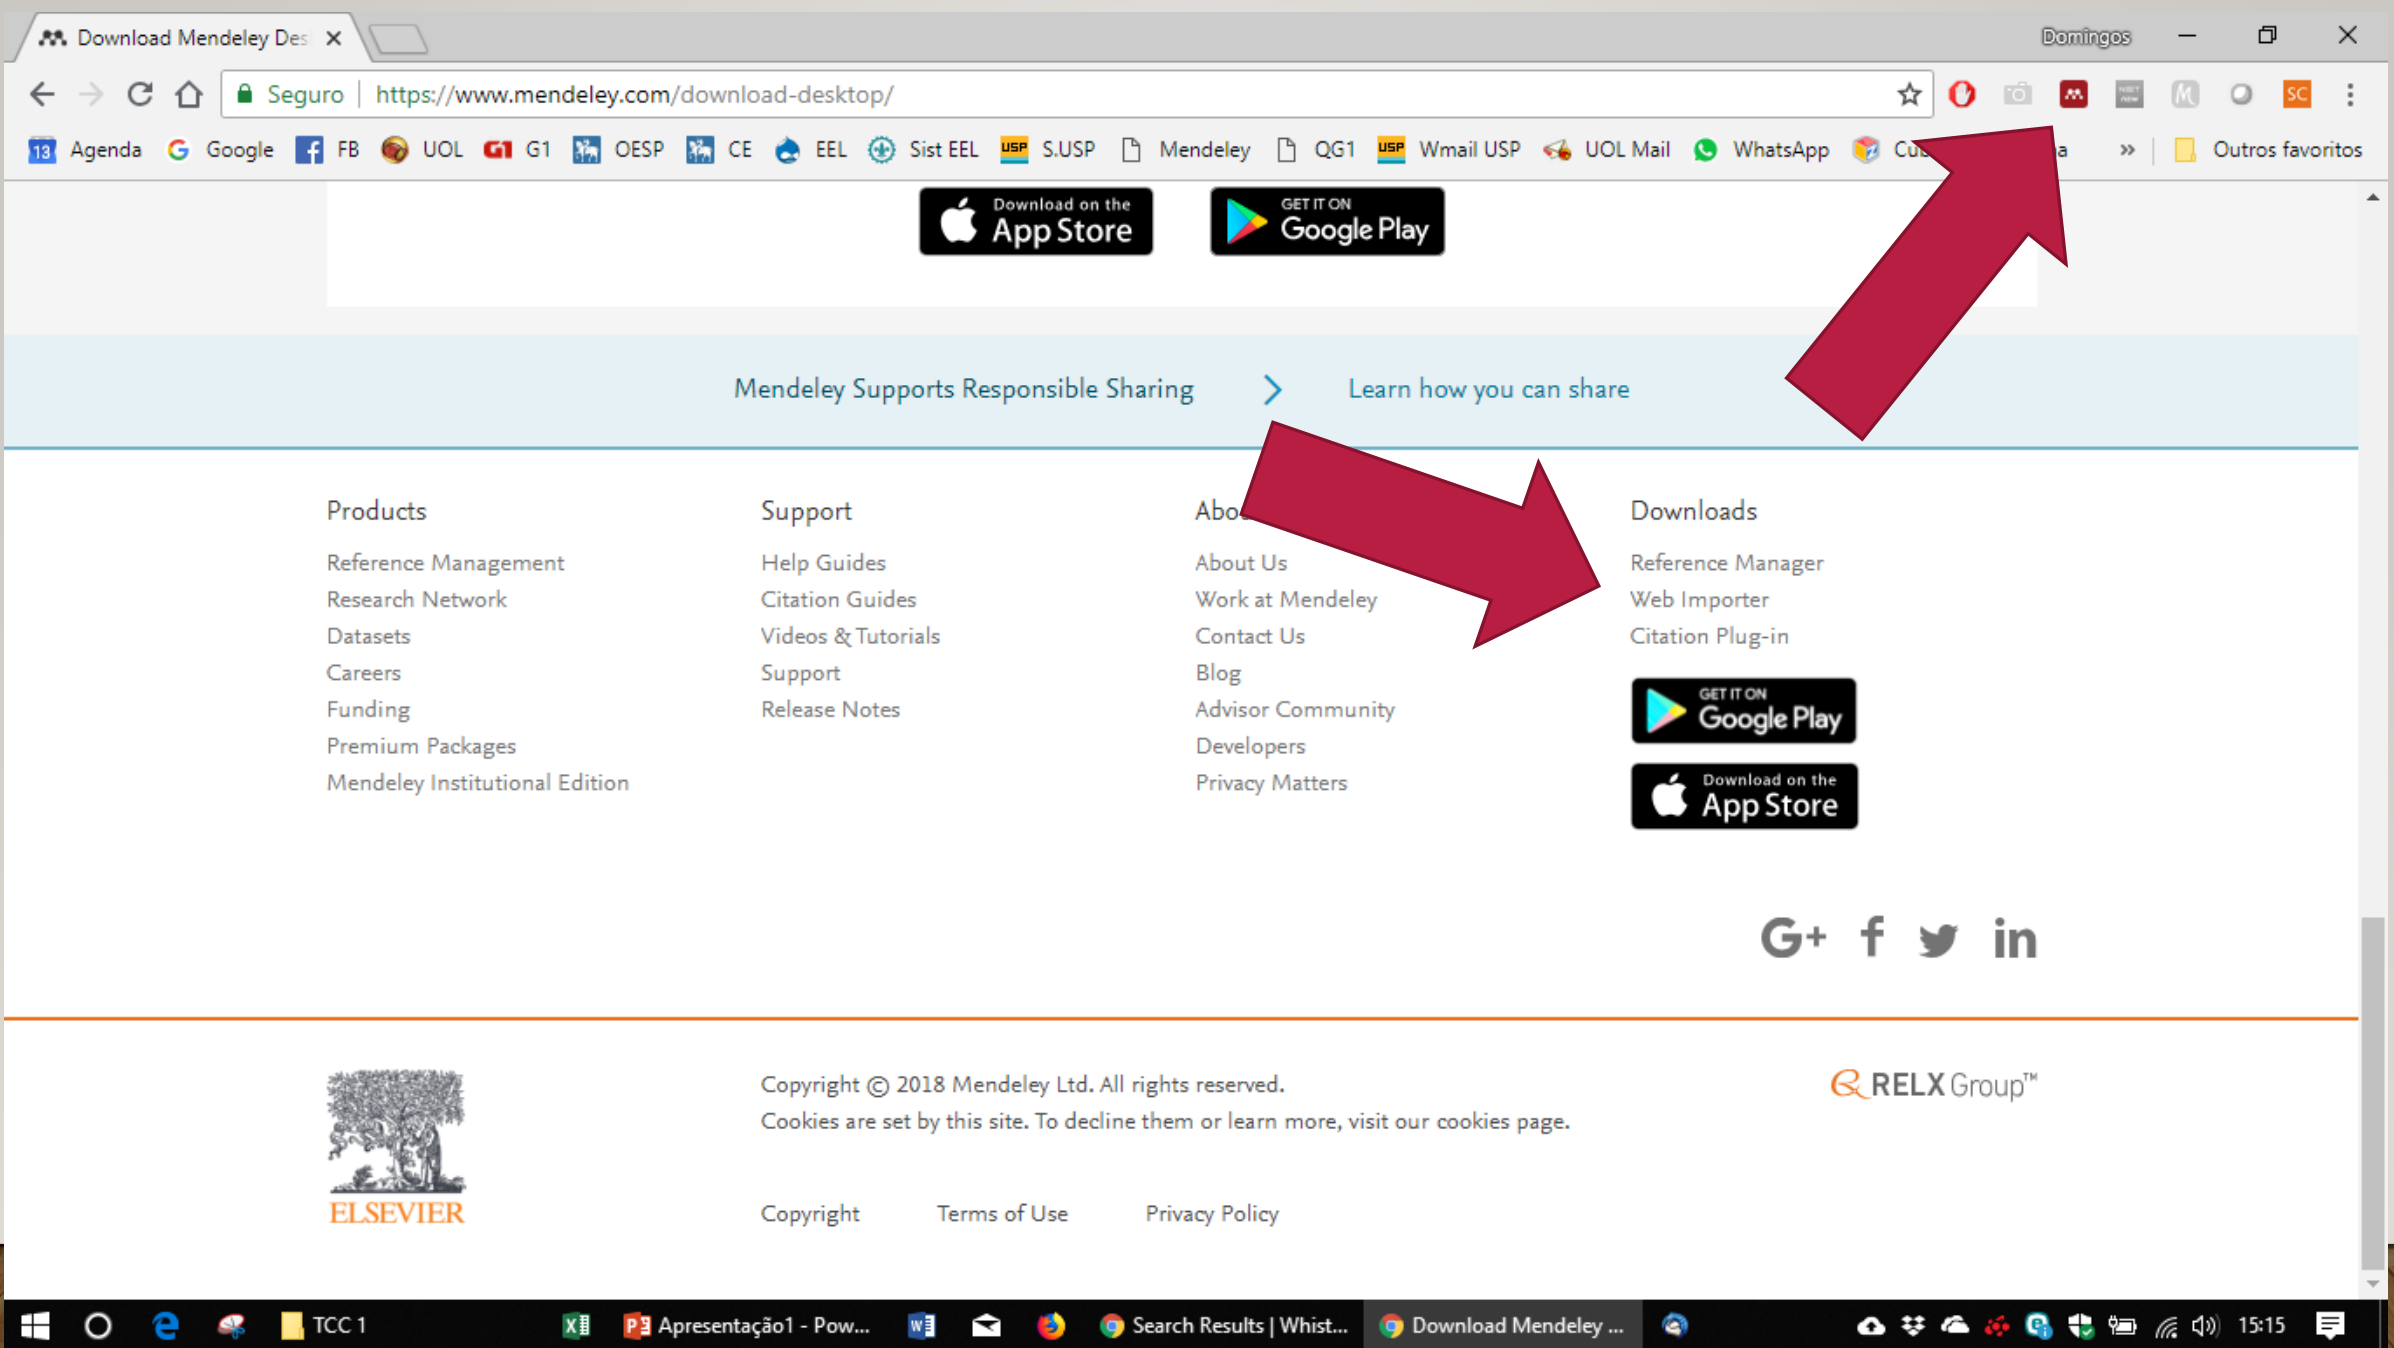 Download Mendeley Des
Domingos
Seguro https://www.mendeley.com/download-desktop/
SC
13 Agenda Google FB UOL G1 G1 OESP CE EEL Sist EEL USP S.USP Mendeley QG1 USP Wmail USP UOL Mail WhatsApp » Outros favoritos
Download on the
App Store
GET IT ON
Google Play
Mendeley Supports Responsible Sharing Learn how you can share
Products
Reference Management
Research Network
Datasets
Careers
Funding
Premium Packages
Mendeley Institutional Edition
Support
Help Guides
Citation Guides
Videos & Tutorials
Support
Release Notes
About Us
Work at Mendeley
Contact Us
Blog
Advisor Community
Developers
Privacy Matters
Downloads
Reference Manager
Web Importer
Citation Plug-in
GET IT ON
Google Play
Download on the
App Store
G+ f in
ELSEVIER
Copyright © 2018 Mendeley Ltd. All rights reserved.
Cookies are set by this site. To decline them or learn more, visit our cookies page.
Copyright Terms of Use Privacy Policy
RELX Group™
TCC 1
Apresentação1 - Pow...
Search Results | Whist...
Download Mendeley ...
15:15